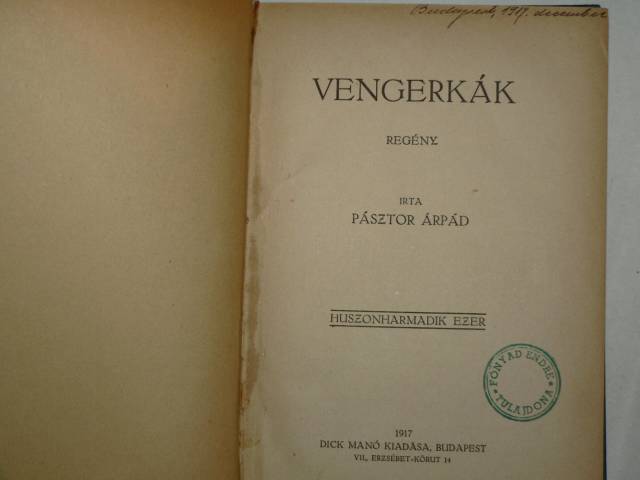 Budapest, 1917. december
VENGERKÁK
REGÉNY.
IRTA
PÁSZTOR ÁRPÁD
HUSZONHARMADIK EZER
FÓNYAD ENDRE
TULAJDONA
1917
DICK MANÓ KIADÁSA, BUDAPEST
VII., ERZSÉBET-KÖRUT 14